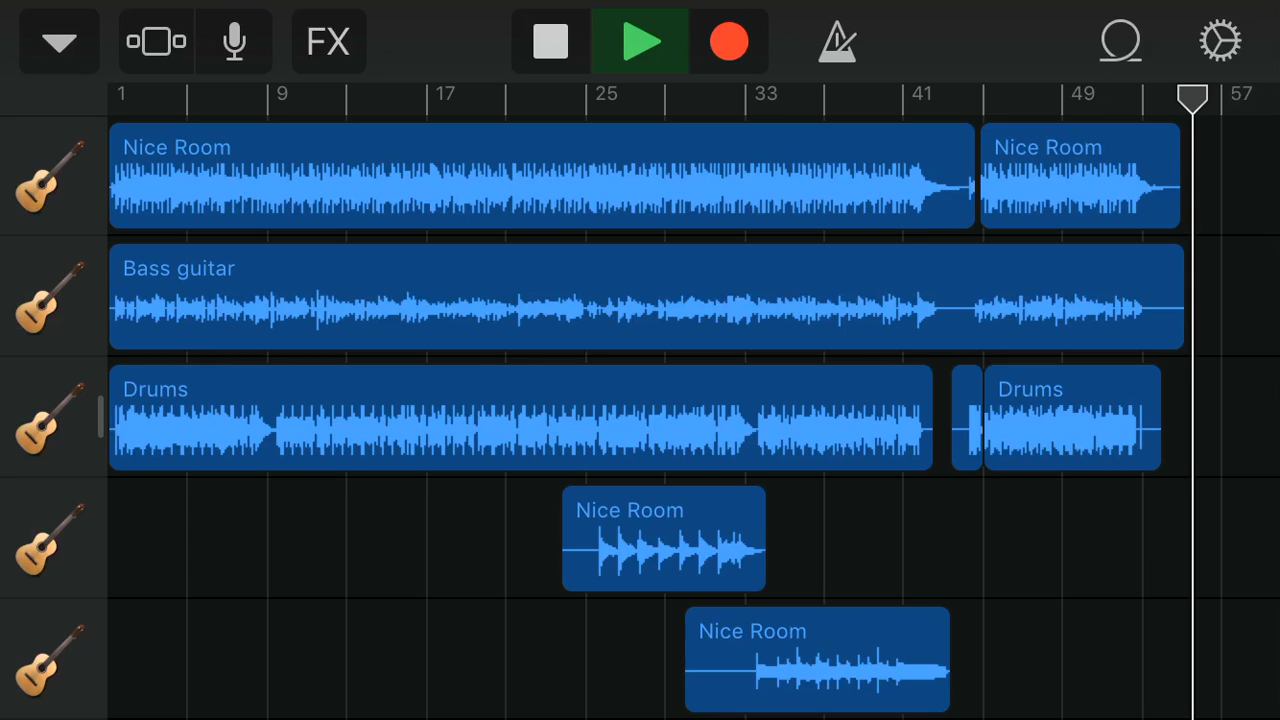 FX
1 9 17 25 33 41 49 57
Nice Room Nice Room
Bass guitar
Drums Drums
Nice Room
Nice Room